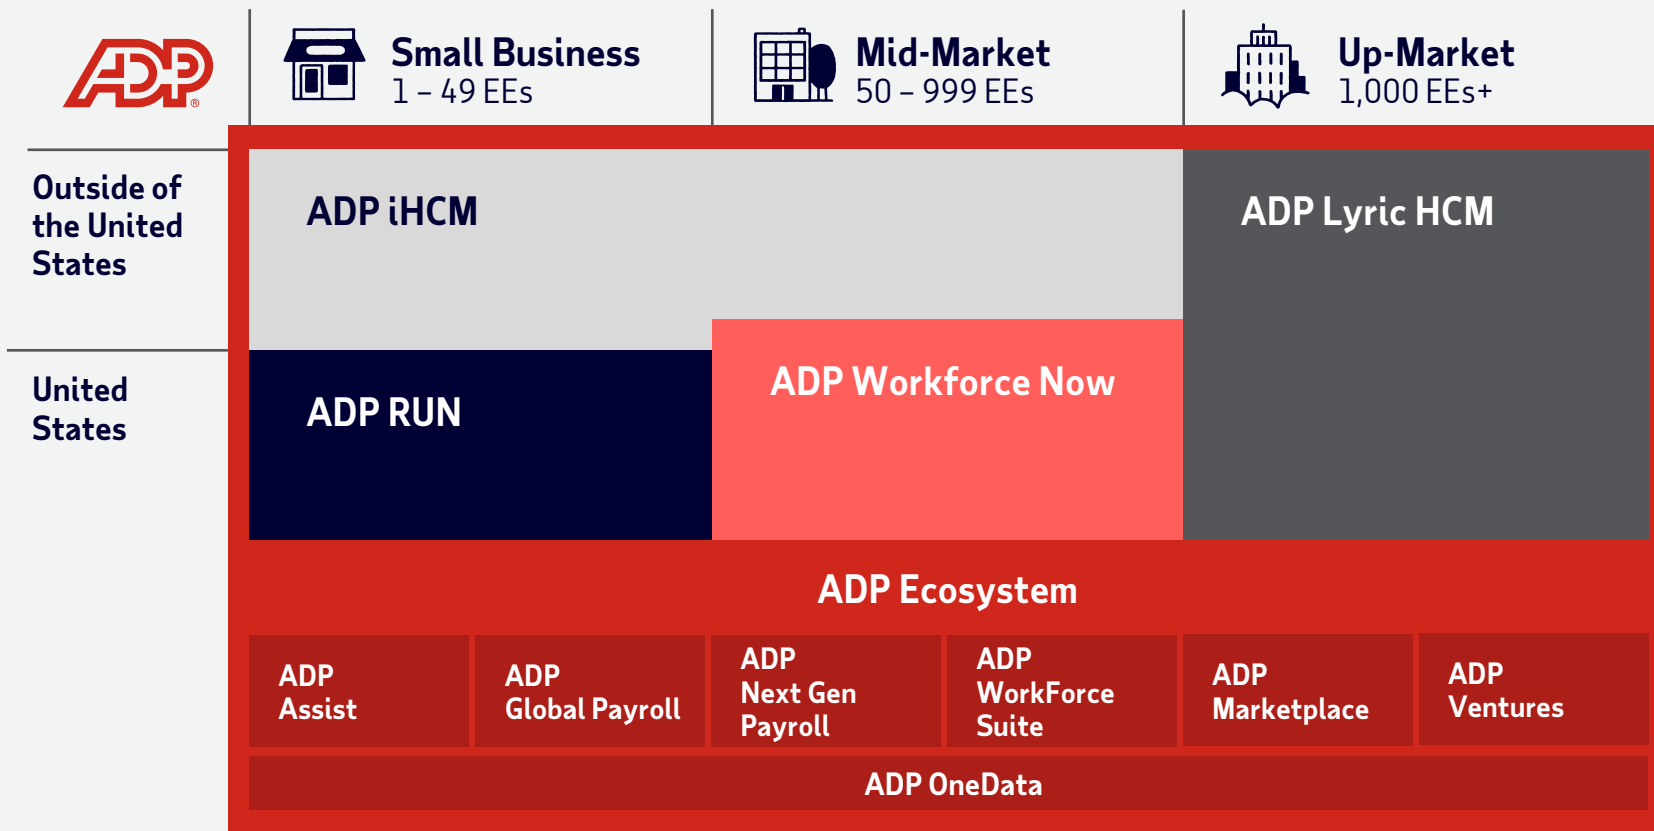 ADP®
Small Business
1 – 49 EEs
Mid-Market
50 – 999 EEs
Up-Market
1,000 EEs+
Outside of
the United
States
ADP iHCM
ADP Lyric HCM
United
States
ADP RUN
ADP Workforce Now
ADP Ecosystem
ADP
Assist
ADP
Global Payroll
ADP
Next Gen
Payroll
ADP
WorkForce
Suite
ADP
Marketplace
ADP
Ventures
ADP OneData